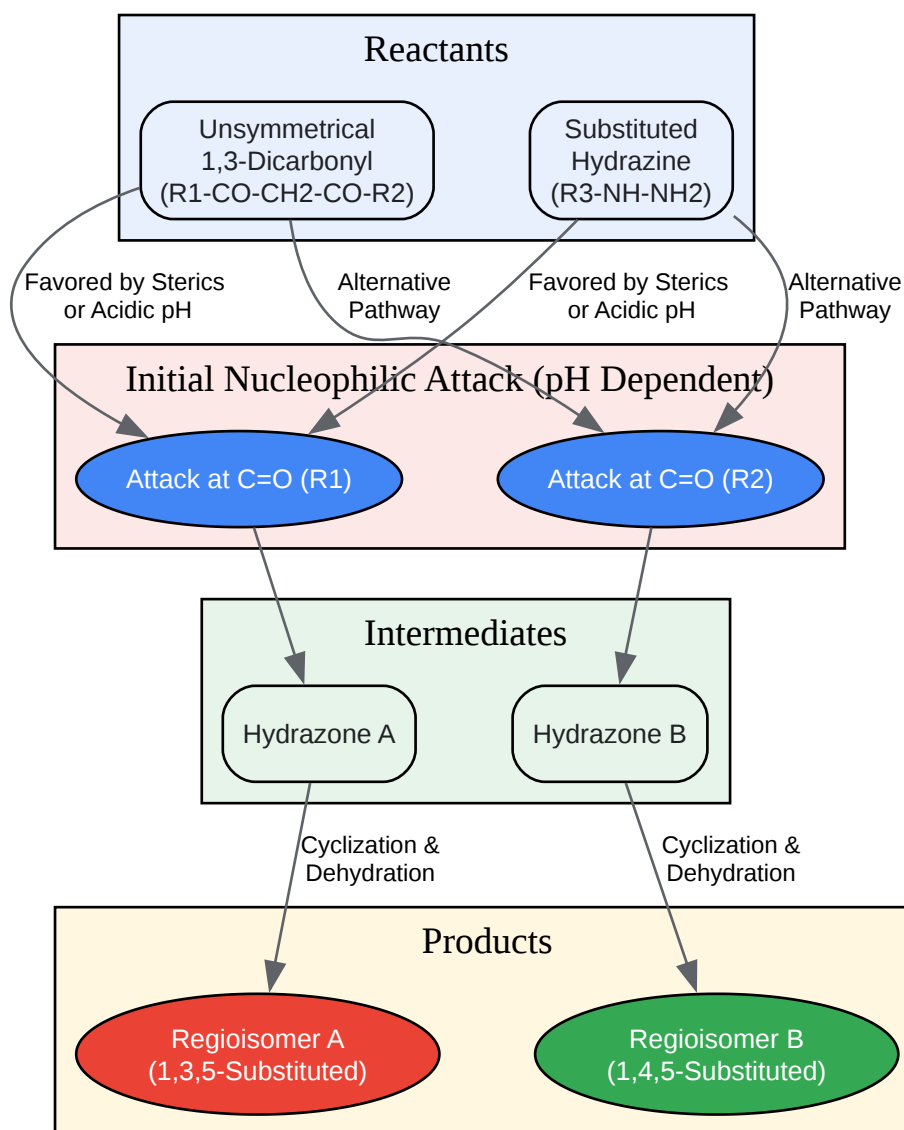 Reactants
Unsymmetrical
1,3-Dicarbonyl
(R1-CO-CH2-CO-R2)
Substituted
Hydrazine
(R3-NH-NH2)
Favored by Sterics
or Acidic pH
Alternative
Pathway
Favored by Sterics
or Acidic pH
Alternative
Pathway
Initial Nucleophilic Attack (pH Dependent)
Attack at C=O (R1)
Attack at C=O (R2)
Intermediates
Hydrazone A
Hydrazone B
Cyclization &
Dehydration
Cyclization &
Dehydration
Products
Regioisomer A
(1,3,5-Substituted)
Regioisomer B
(1,4,5-Substituted)